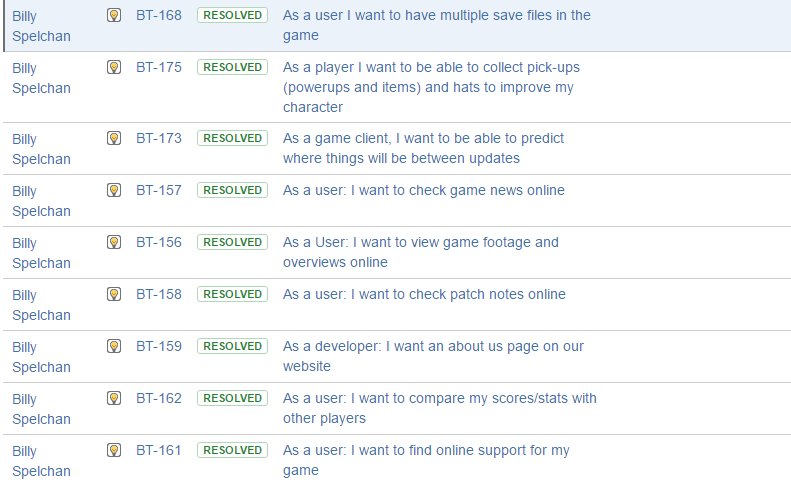 Billy BT-168 RESOLVED As a user I want to have multiple save files in the
Spelchan game
Billy BT-175 RESOLVED As a player I want to be able to collect pick-ups
Spelchan (powerups and items) and hats to improve my
character
Billy BT-173 RESOLVED As a game client, I want to be able to predict
Spelchan where things will be between updates
Billy BT-157 RESOLVED As a user: I want to check game news online
Spelchan
Billy BT-156 RESOLVED As a User: I want to view game footage and
Spelchan overviews online
Billy BT-158 RESOLVED As a user: I want to check patch notes online
Spelchan
Billy BT-159 RESOLVED As a developer: I want an about us page on our
Spelchan website
Billy BT-162 RESOLVED As a user: I want to compare my scores/stats with
Spelchan other players
Billy BT-161 RESOLVED As a user: I want to find online support for my
Spelchan game